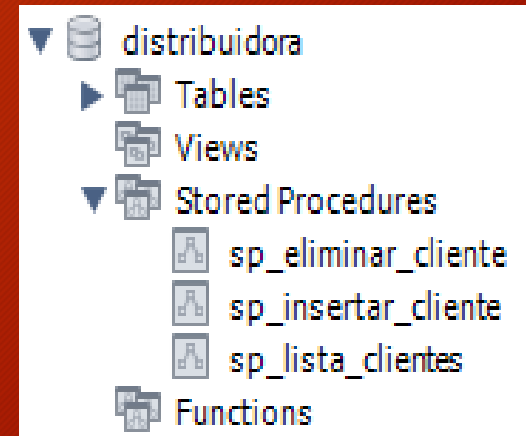 distribuidora
Tables
Views
Stored Procedures
sp_eliminar_cliente
sp_insertar_cliente
sp_lista_clientes
Functions